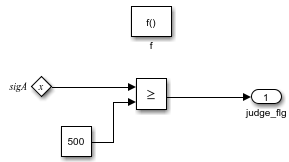 f()
f
sigA
x
≥
1
judge_flg
500